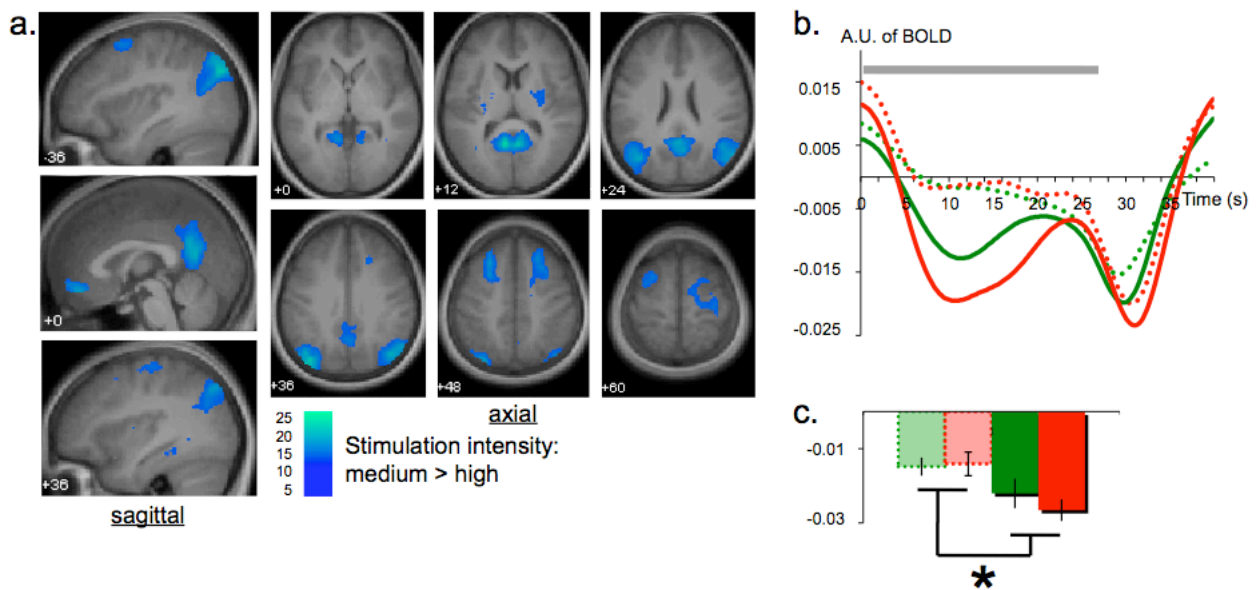 a.
-36
+0
+36
sagittal
+0
+12
+24
+36
+48
+60
axial
25
20
15
10
5
Stimulation intensity:
medium > high
b.
A.U. of BOLD
0.015
0.005
-0.005
-0.015
-0.025
0 5 10 15 20 25 30 35 Time (s)
c.
-0.01
-0.03
*